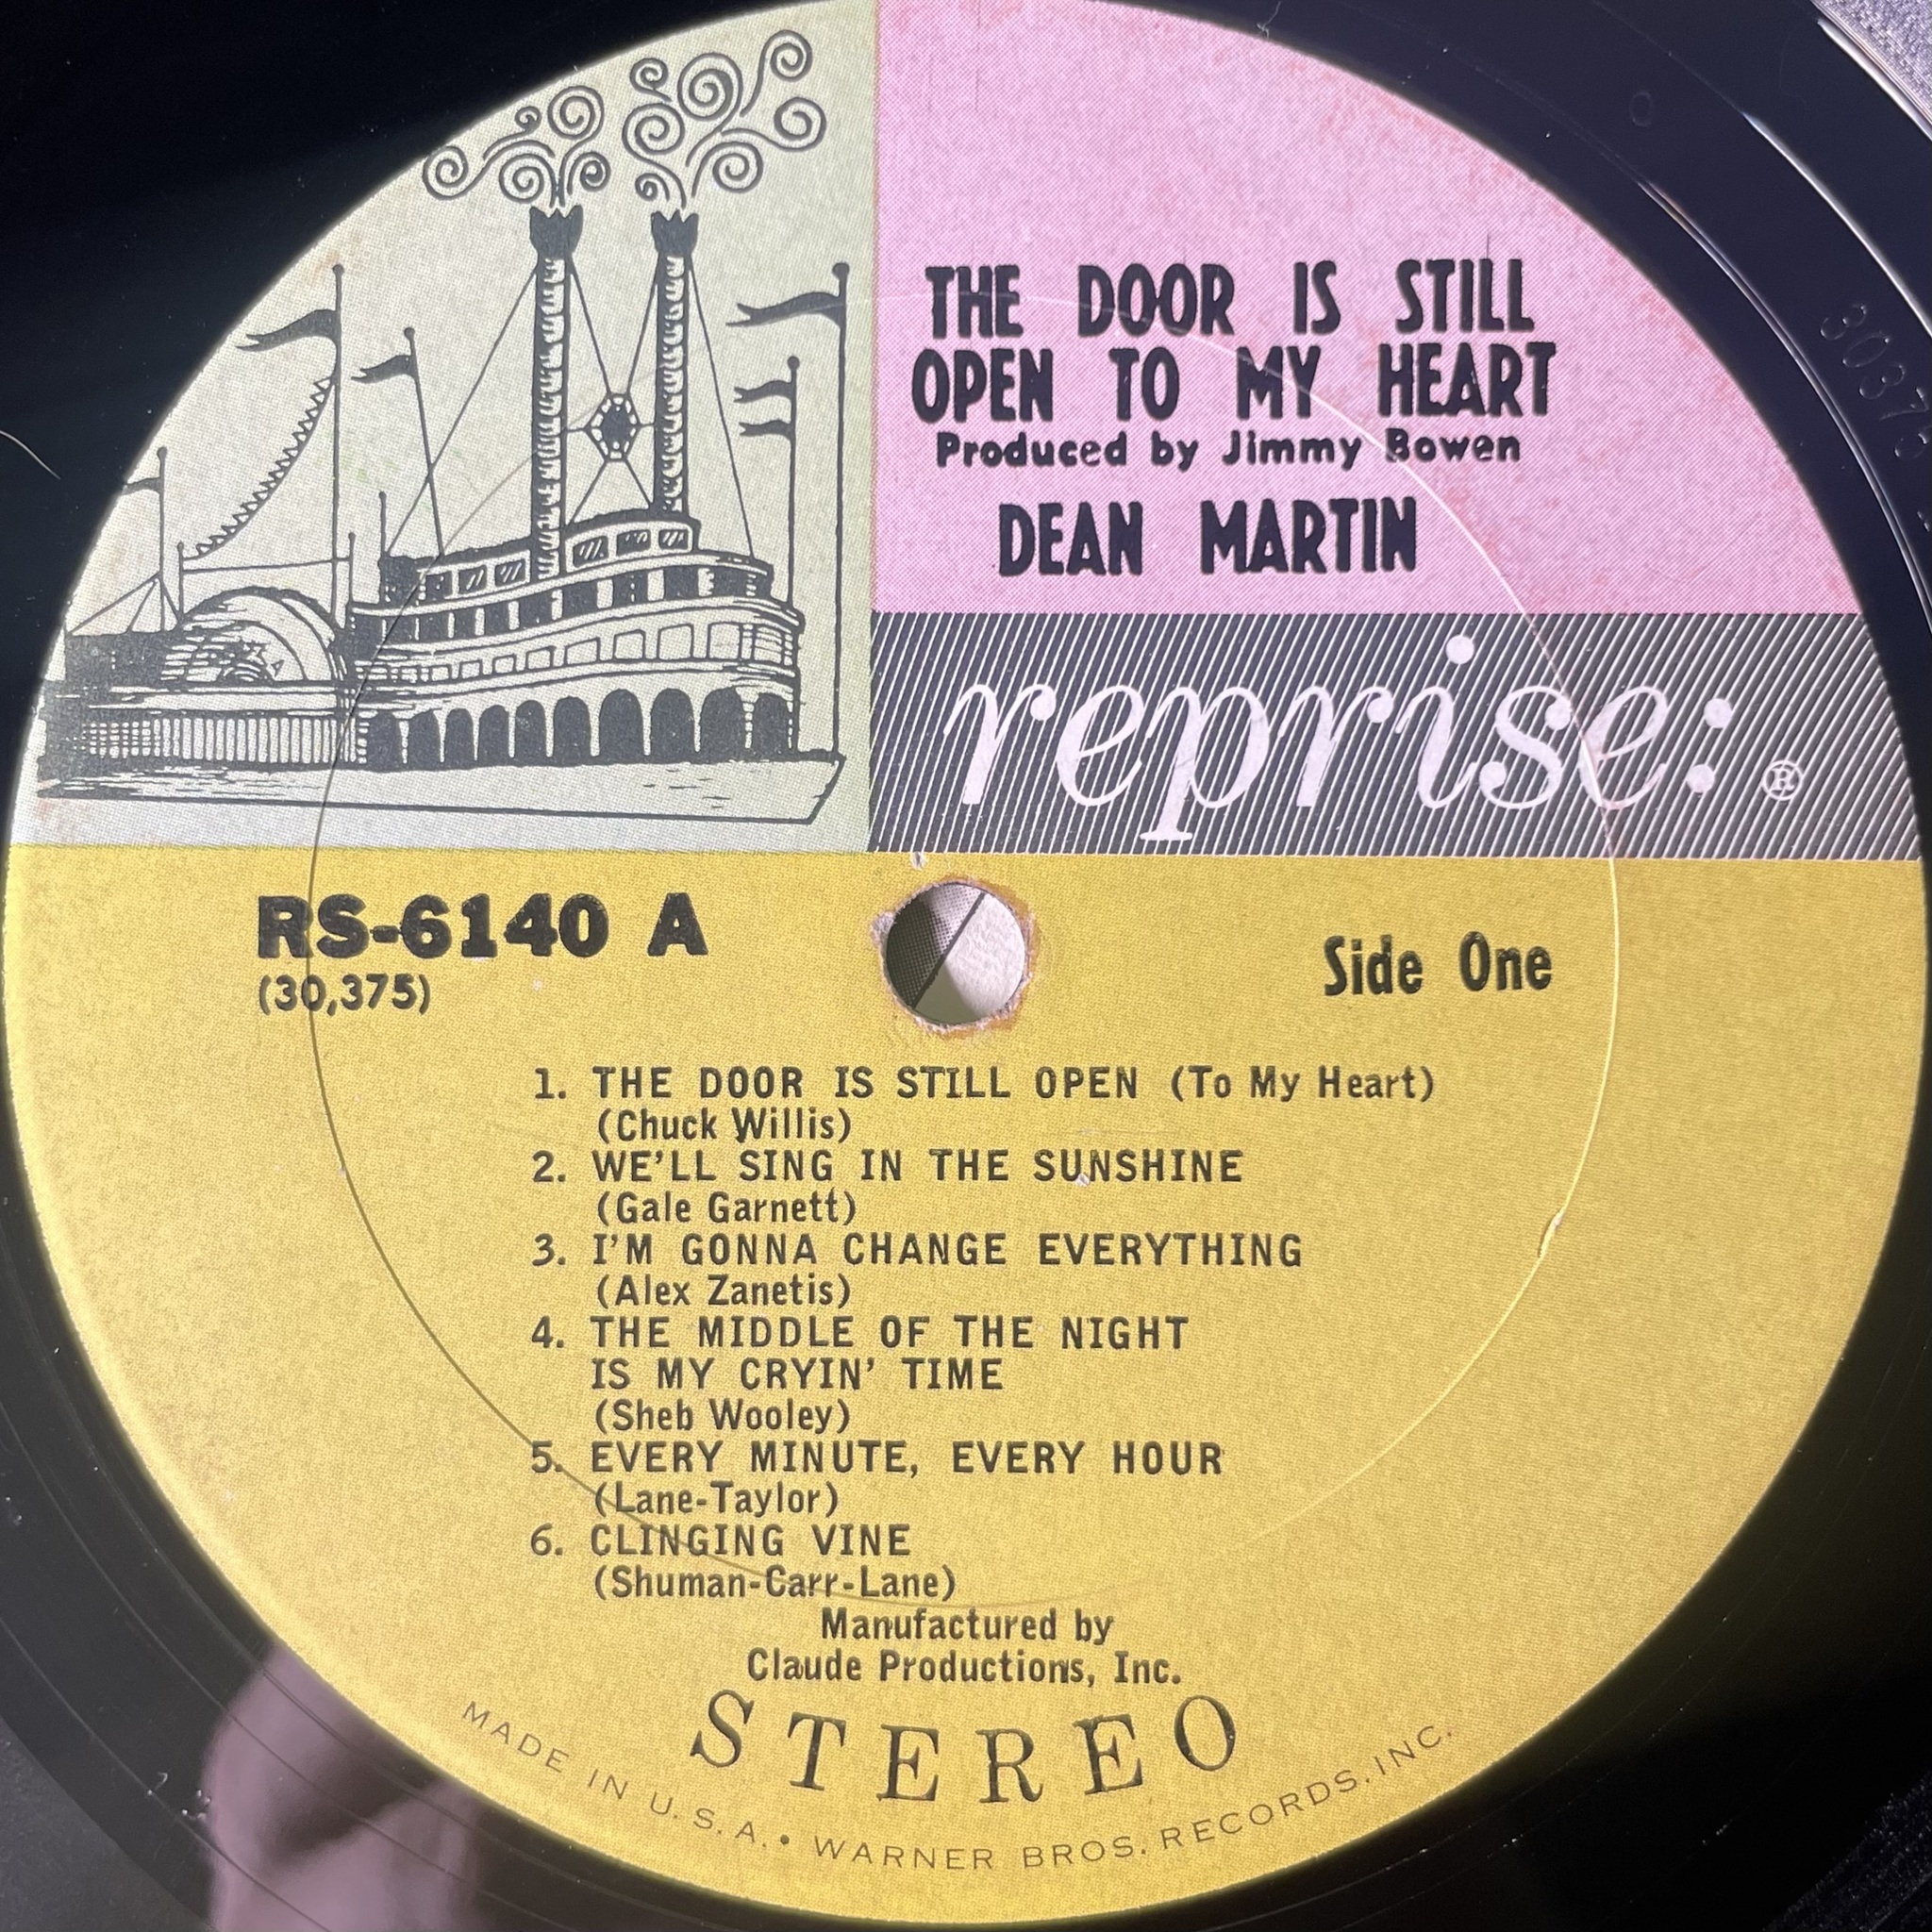 THE DOOR IS STILL
OPEN TO MY HEART
Produced by Jimmy Bowen
DEAN MARTIN
reprise: ®
RS-6140 A
(30,375)
Side One
1. THE DOOR IS STILL OPEN (To My Heart)
(Chuck Willis)
2. WE'LL SING IN THE SUNSHINE
(Gale Garnett)
3. I'M GONNA CHANGE EVERYTHING
(Alex Zanetis)
4. THE MIDDLE OF THE NIGHT
IS MY CRYIN' TIME
(Sheb Wooley)
5. EVERY MINUTE, EVERY HOUR
(Lane-Taylor)
6. CLINGING VINE
(Shuman-Carr-Lane)
Manufactured by
Claude Productions, Inc.
STEREO
MADE IN U.S.A. • WARNER BROS. RECORDS, INC.